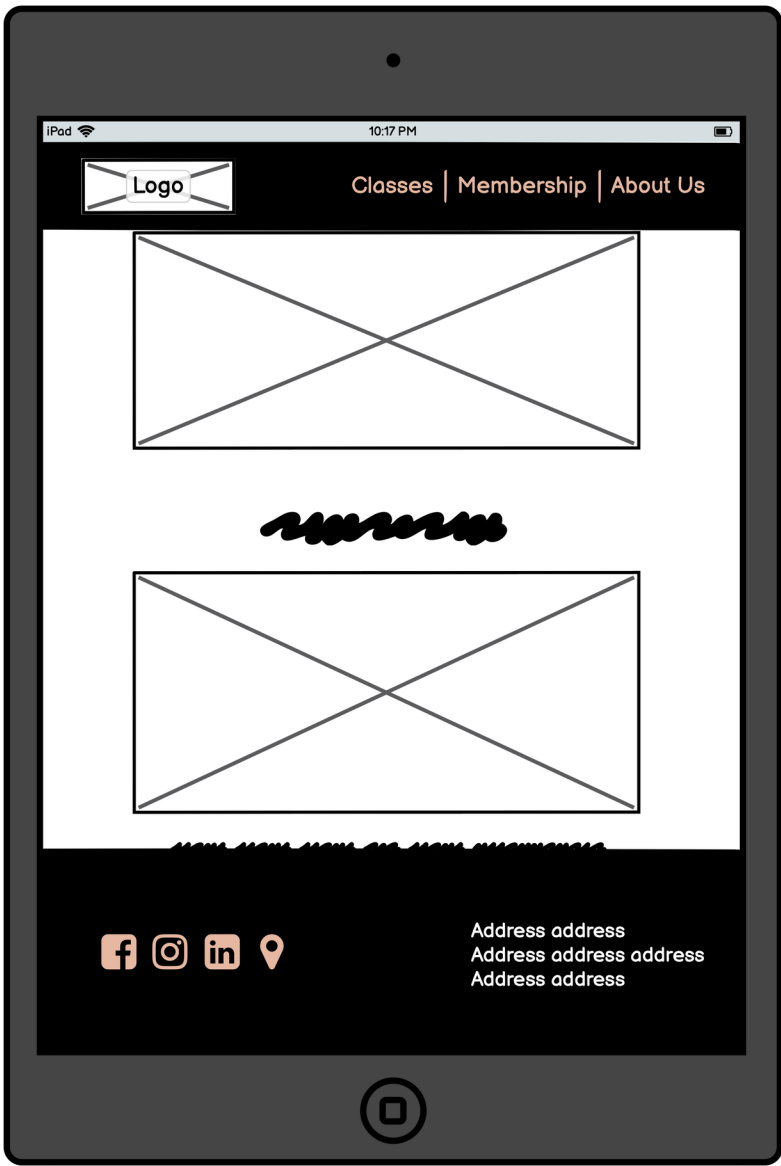 iPad
10:17 PM
Logo
Classes | Membership | About Us
Address address
Address address address
Address address